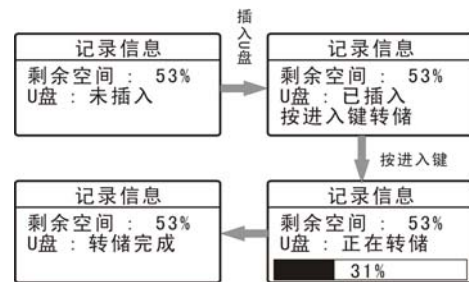 记录信息
剩余空间 : 53%
U盘 : 未插入
插入U盘
记录信息
剩余空间 : 53%
U盘 : 已插入
按进入键转储
按进入键
记录信息
剩余空间 : 53%
U盘 : 正在转储
31%
记录信息
剩余空间 : 53%
U盘 : 转储完成